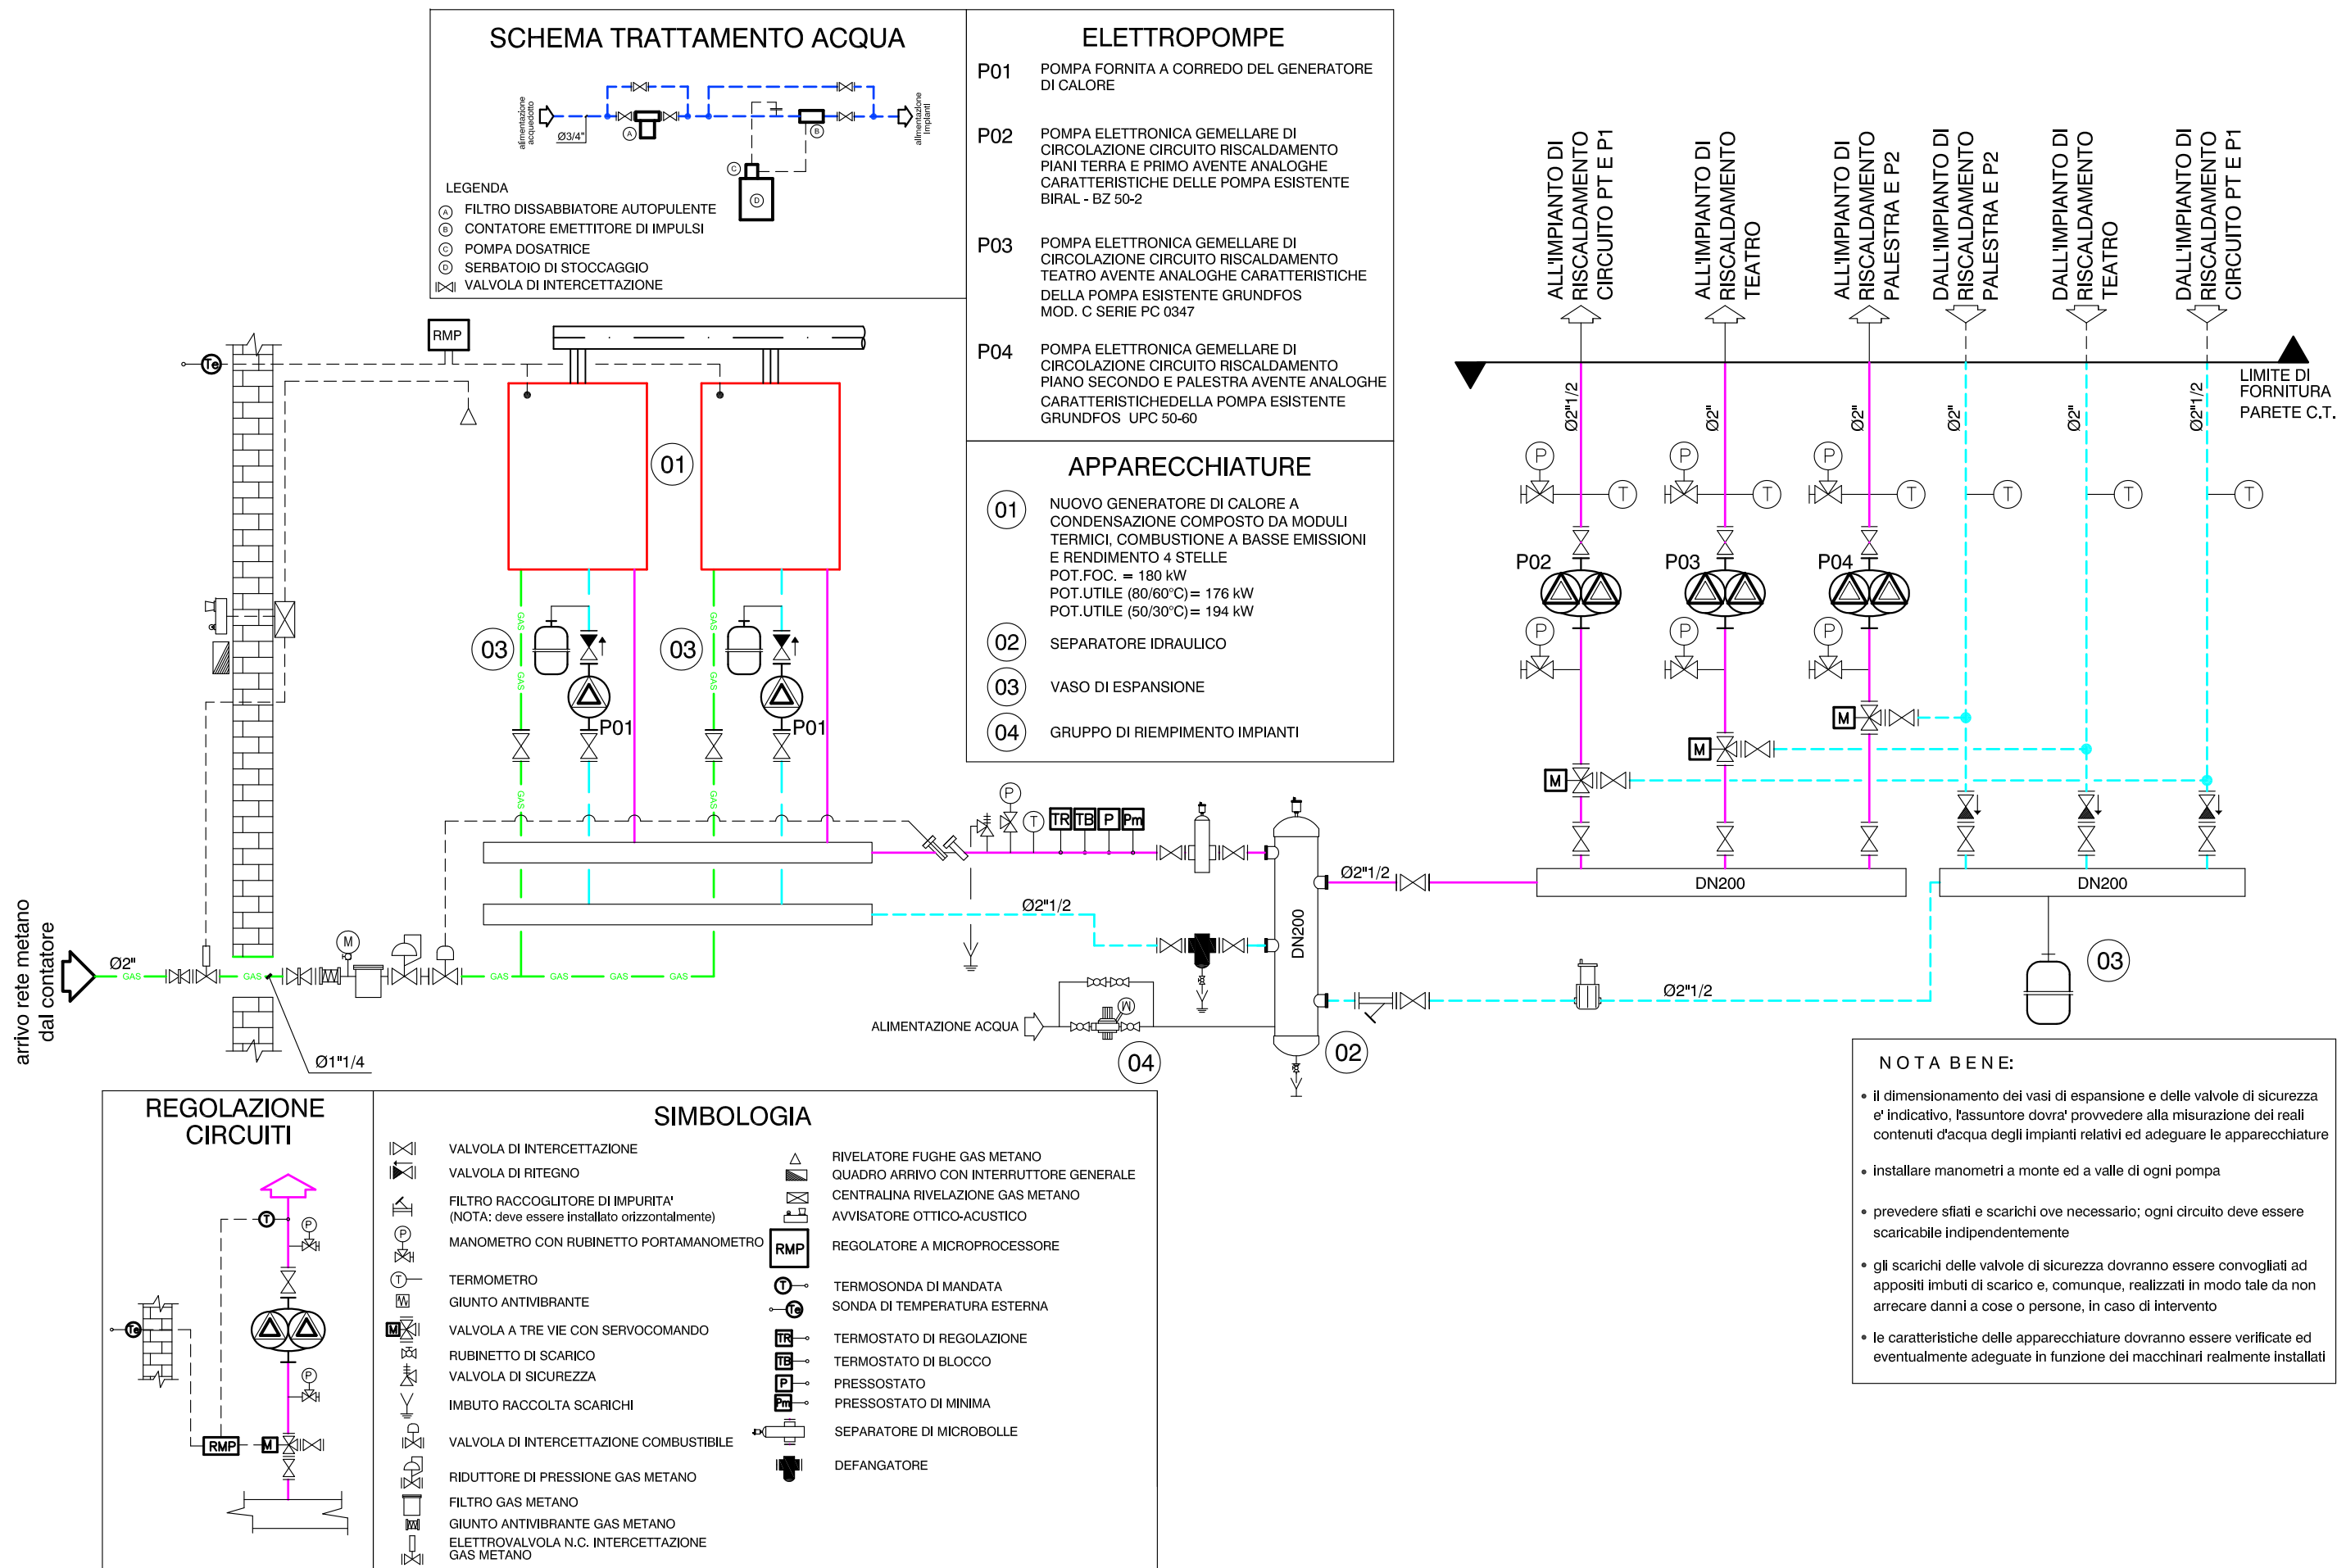 SCHEMA TRATTAMENTO ACQUA
alimentazione
acquedotto
Ø3/4"
A
B
C
D
alimentazione
Impianti
LEGENDA
A FILTRO DISSABBIATORE AUTOPULENTE
B CONTATORE EMETTITORE DI IMPULSI
C POMPA DOSATRICE
D SERBATOIO DI STOCCAGGIO
VALVOLA DI INTERCETTAZIONE
ELETTROPOMPE
P01 POMPA FORNITA A CORREDO DEL GENERATORE
DI CALORE
P02 POMPA ELETTRONICA GEMELLARE DI
CIRCOLAZIONE CIRCUITO RISCALDAMENTO
PIANI TERRA E PRIMO AVENTE ANALOGHE
CARATTERISTICHE DELLE POMPA ESISTENTE
BIRAL - BZ 50-2
P03 POMPA ELETTRONICA GEMELLARE DI
CIRCOLAZIONE CIRCUITO RISCALDAMENTO
TEATRO AVENTE ANALOGHE CARATTERISTICHE
DELLA POMPA ESISTENTE GRUNDFOS
MOD. C SERIE PC 0347
P04 POMPA ELETTRONICA GEMELLARE DI
CIRCOLAZIONE CIRCUITO RISCALDAMENTO
PIANO SECONDO E PALESTRA AVENTE ANALOGHE
CARATTERISTICHEDELLA POMPA ESISTENTE
GRUNDFOS UPC 50-60
APPARECCHIATURE
01 NUOVO GENERATORE DI CALORE A
CONDENSAZIONE COMPOSTO DA MODULI
TERMICI, COMBUSTIONE A BASSE EMISSIONI
E RENDIMENTO 4 STELLE
POT.FOC. = 180 kW
POT.UTILE (80/60°C) = 176 kW
POT.UTILE (50/30°C) = 194 kW
02 SEPARATORE IDRAULICO
03 VASO DI ESPANSIONE
04 GRUPPO DI RIEMPIMENTO IMPIANTI
ALL'IMPIANTO DI
RISCALDAMENTO
CIRCUITO PT E P1
ALL'IMPIANTO DI
RISCALDAMENTO
TEATRO
ALL'IMPIANTO DI
RISCALDAMENTO
PALESTRA E P2
DALL'IMPIANTO DI
RISCALDAMENTO
PALESTRA E P2
DALL'IMPIANTO DI
RISCALDAMENTO
TEATRO
DALL'IMPIANTO DI
RISCALDAMENTO
CIRCUITO PT E P1
LIMITE DI
FORNITURA
PARETE C.T.
Ø2"1/2
Ø2"
Ø2"
Ø2"
Ø2"
Ø2"1/2
P
P
P
T
T
T
T
T
T
P02
P03
P04
P
P
P
M
M
M
DN200
DN200
03
RMP
Te
01
03
03
GAS
GAS
GAS
GAS
GAS
GAS
P01
P01
P
T
TR
TB
P
Pm
Ø2"1/2
Ø2"1/2
Ø2"1/2
DN200
02
ALIMENTAZIONE ACQUA
M
04
arrivo rete metano
dal contatore
Ø2"
GAS
GAS
M
GAS
GAS
GAS
GAS
Ø1"1/4
REGOLAZIONE
CIRCUITI
T
P
Te
P
RMP
M
SIMBOLOGIA
VALVOLA DI INTERCETTAZIONE
VALVOLA DI RITEGNO
FILTRO RACCOGLITORE DI IMPURITA'
(NOTA: deve essere installato orizzontalmente)
P MANOMETRO CON RUBINETTO PORTAMANOMETRO
T TERMOMETRO
GIUNTO ANTIVIBRANTE
M VALVOLA A TRE VIE CON SERVOCOMANDO
RUBINETTO DI SCARICO
VALVOLA DI SICUREZZA
IMBUTO RACCOLTA SCARICHI
VALVOLA DI INTERCETTAZIONE COMBUSTIBILE
RIDUTTORE DI PRESSIONE GAS METANO
FILTRO GAS METANO
GIUNTO ANTIVIBRANTE GAS METANO
ELETTROVALVOLA N.C. INTERCETTAZIONE
GAS METANO
RIVELATORE FUGHE GAS METANO
QUADRO ARRIVO CON INTERRUTTORE GENERALE
CENTRALINA RIVELAZIONE GAS METANO
AVVISATORE OTTICO-ACUSTICO
RMP REGOLATORE A MICROPROCESSORE
T TERMOSONDA DI MANDATA
Te SONDA DI TEMPERATURA ESTERNA
TR TERMOSTATO DI REGOLAZIONE
TB TERMOSTATO DI BLOCCO
P PRESSOSTATO
Pm PRESSOSTATO DI MINIMA
SEPARATORE DI MICROBOLLE
DEFANGATORE
NOTA BENE:
• il dimensionamento dei vasi di espansione e delle valvole di sicurezza
e' indicativo, l'assuntore dovra' provvedere alla misurazione dei reali
contenuti d'acqua degli impianti relativi ed adeguare le apparecchiature
• installare manometri a monte ed a valle di ogni pompa
• prevedere sfiati e scarichi ove necessario; ogni circuito deve essere
scaricabile indipendentemente
• gli scarichi delle valvole di sicurezza dovranno essere convogliati ad
appositi imbuti di scarico e, comunque, realizzati in modo tale da non
arrecare danni a cose o persone, in caso di intervento
• le caratteristiche delle apparecchiature dovranno essere verificate ed
eventualmente adeguate in funzione dei macchinari realmente installati